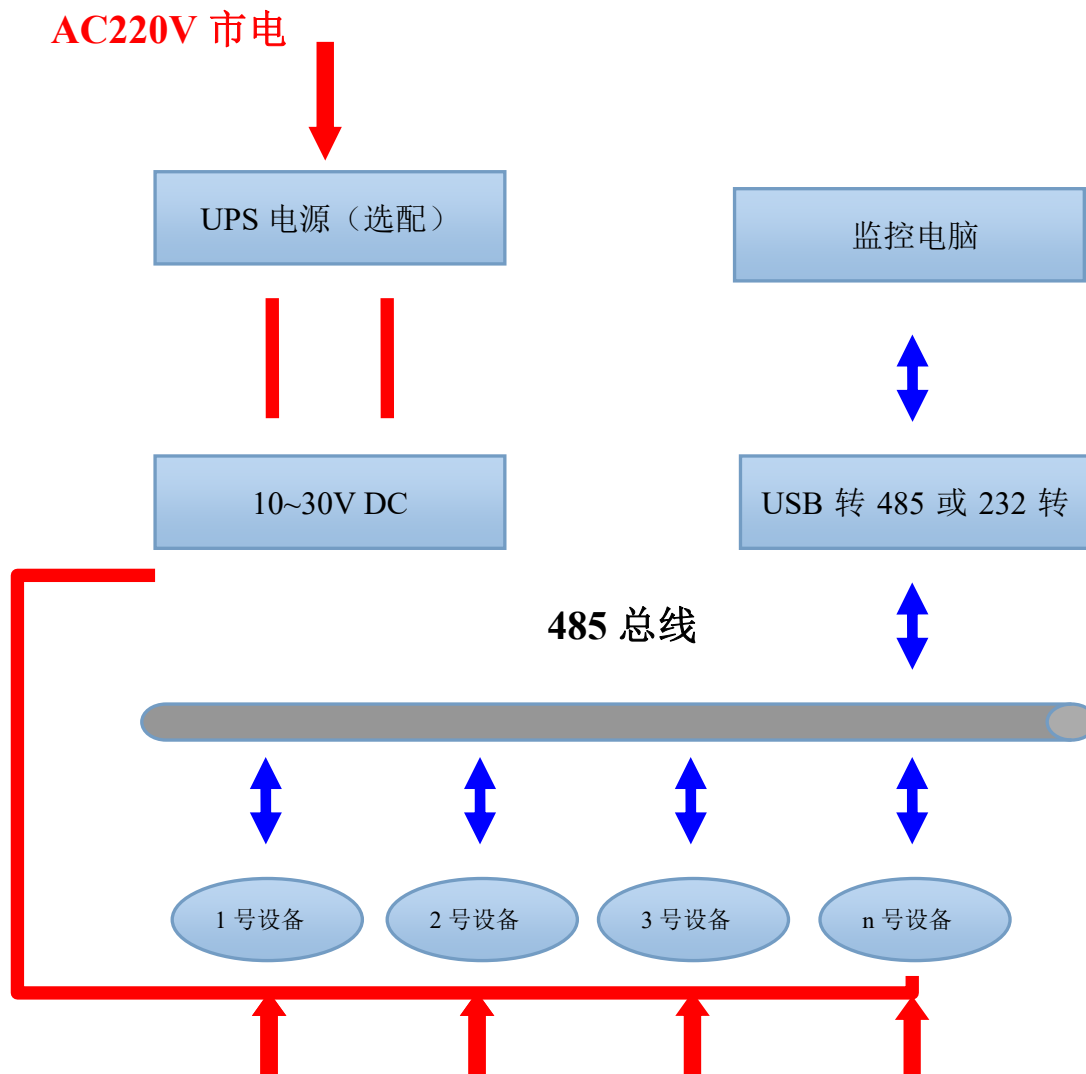 AC220V 市电
UPS 电源（选配）
监控电脑
10~30V DC
USB 转 485 或 232 转
485 总线
1 号设备
2 号设备
3 号设备
n 号设备